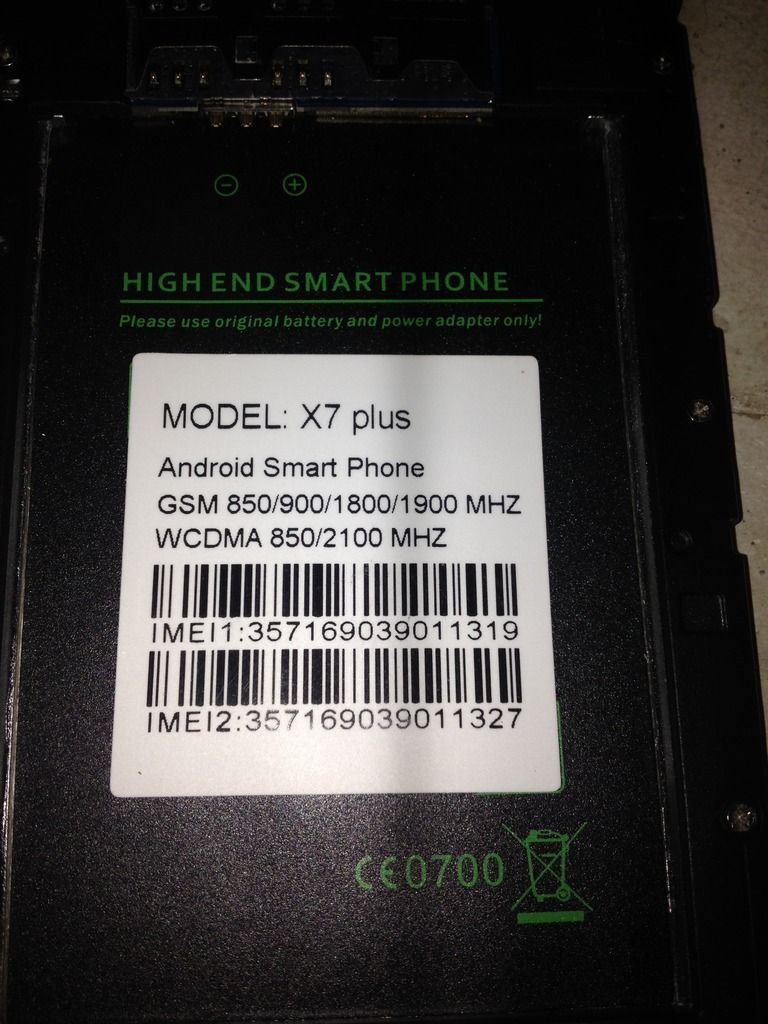 HIGH END SMART PHONE
Please use original battery and power adapter only!
MODEL: X7 plus
Android Smart Phone
GSM 850/900/1800/1900 MHZ
WCDMA 850/2100 MHZ
IMEI1:357169039011319
IMEI2:357169039011327
CE0700